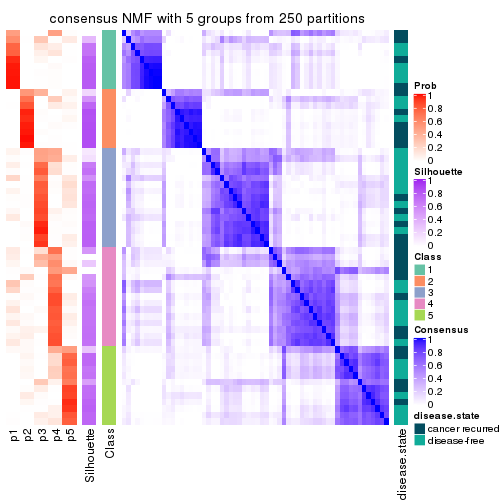 consensus NMF with 5 groups from 250 partitions
Prob
1
0.8
0.6
0.4
0.2
0
Silhouette
1
0.8
0.6
0.4
0.2
0
Class
1
2
3
4
5
Consensus
1
0.8
0.6
0.4
0.2
0
disease.state
cancer recurred
disease-free
p1
p2
p3
p4
p5
Silhouette
Class
disease.state